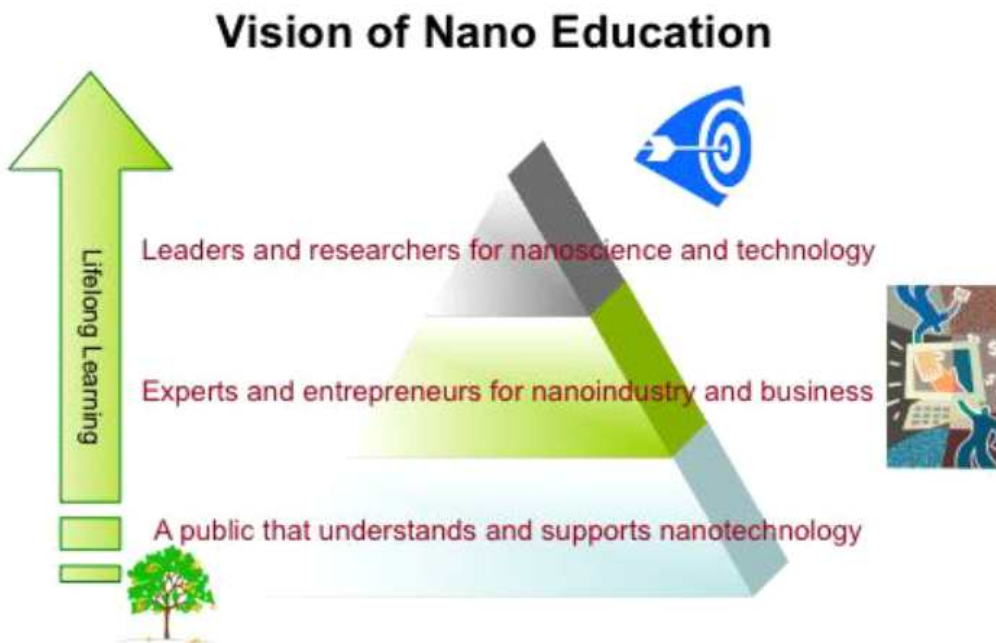 Vision of Nano Education
Lifelong Learning
Leaders and researchers for nanoscience and technology
Experts and entrepreneurs for nanoindustry and business
A public that understands and supports nanotechnology